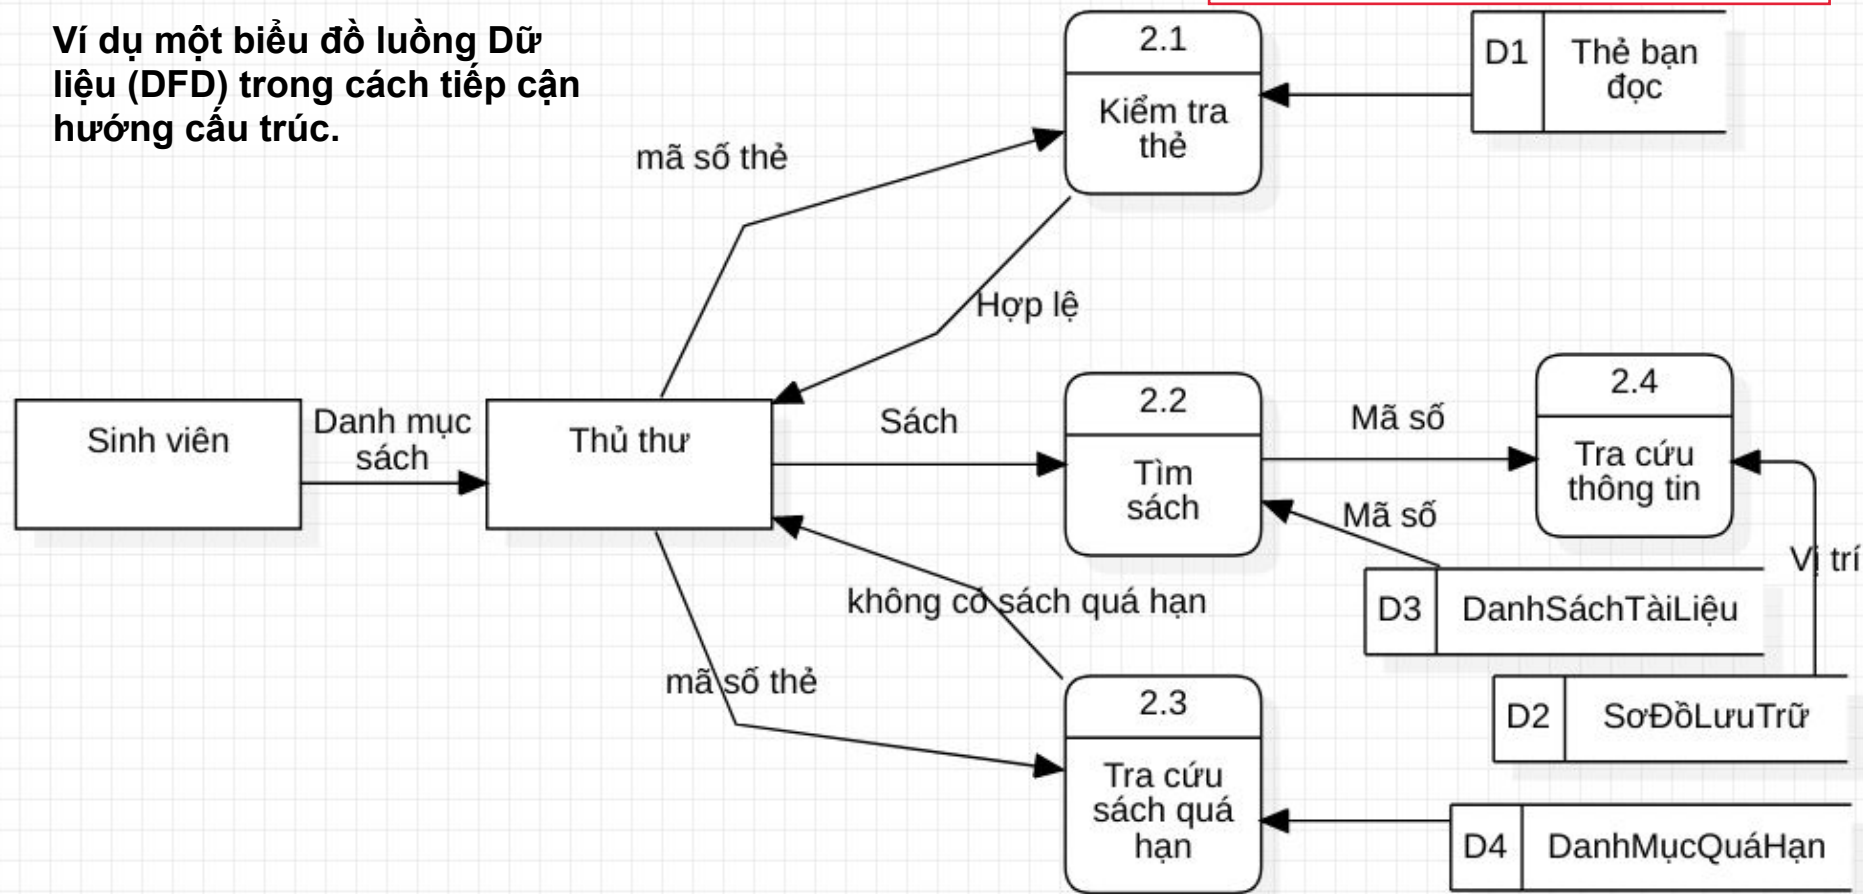 Ví dụ một biểu đồ luồng Dữ
liệu (DFD) trong cách tiếp cận
hướng cấu trúc.
2.1
Kiểm tra
thẻ
D1
Thẻ bạn
đọc
mã số thẻ
Hợp lệ
Sinh viên
Danh mục
sách
Thủ thư
Sách
2.2
Tìm
sách
Mã số
2.4
Tra cứu
thông tin
Mã số
Vị trí
không có sách quá hạn
D3
DanhSáchTàiLiệu
mã số thẻ
2.3
Tra cứu
sách quá
hạn
D2
SơĐồLưuTrữ
D4
DanhMụcQuáHạn